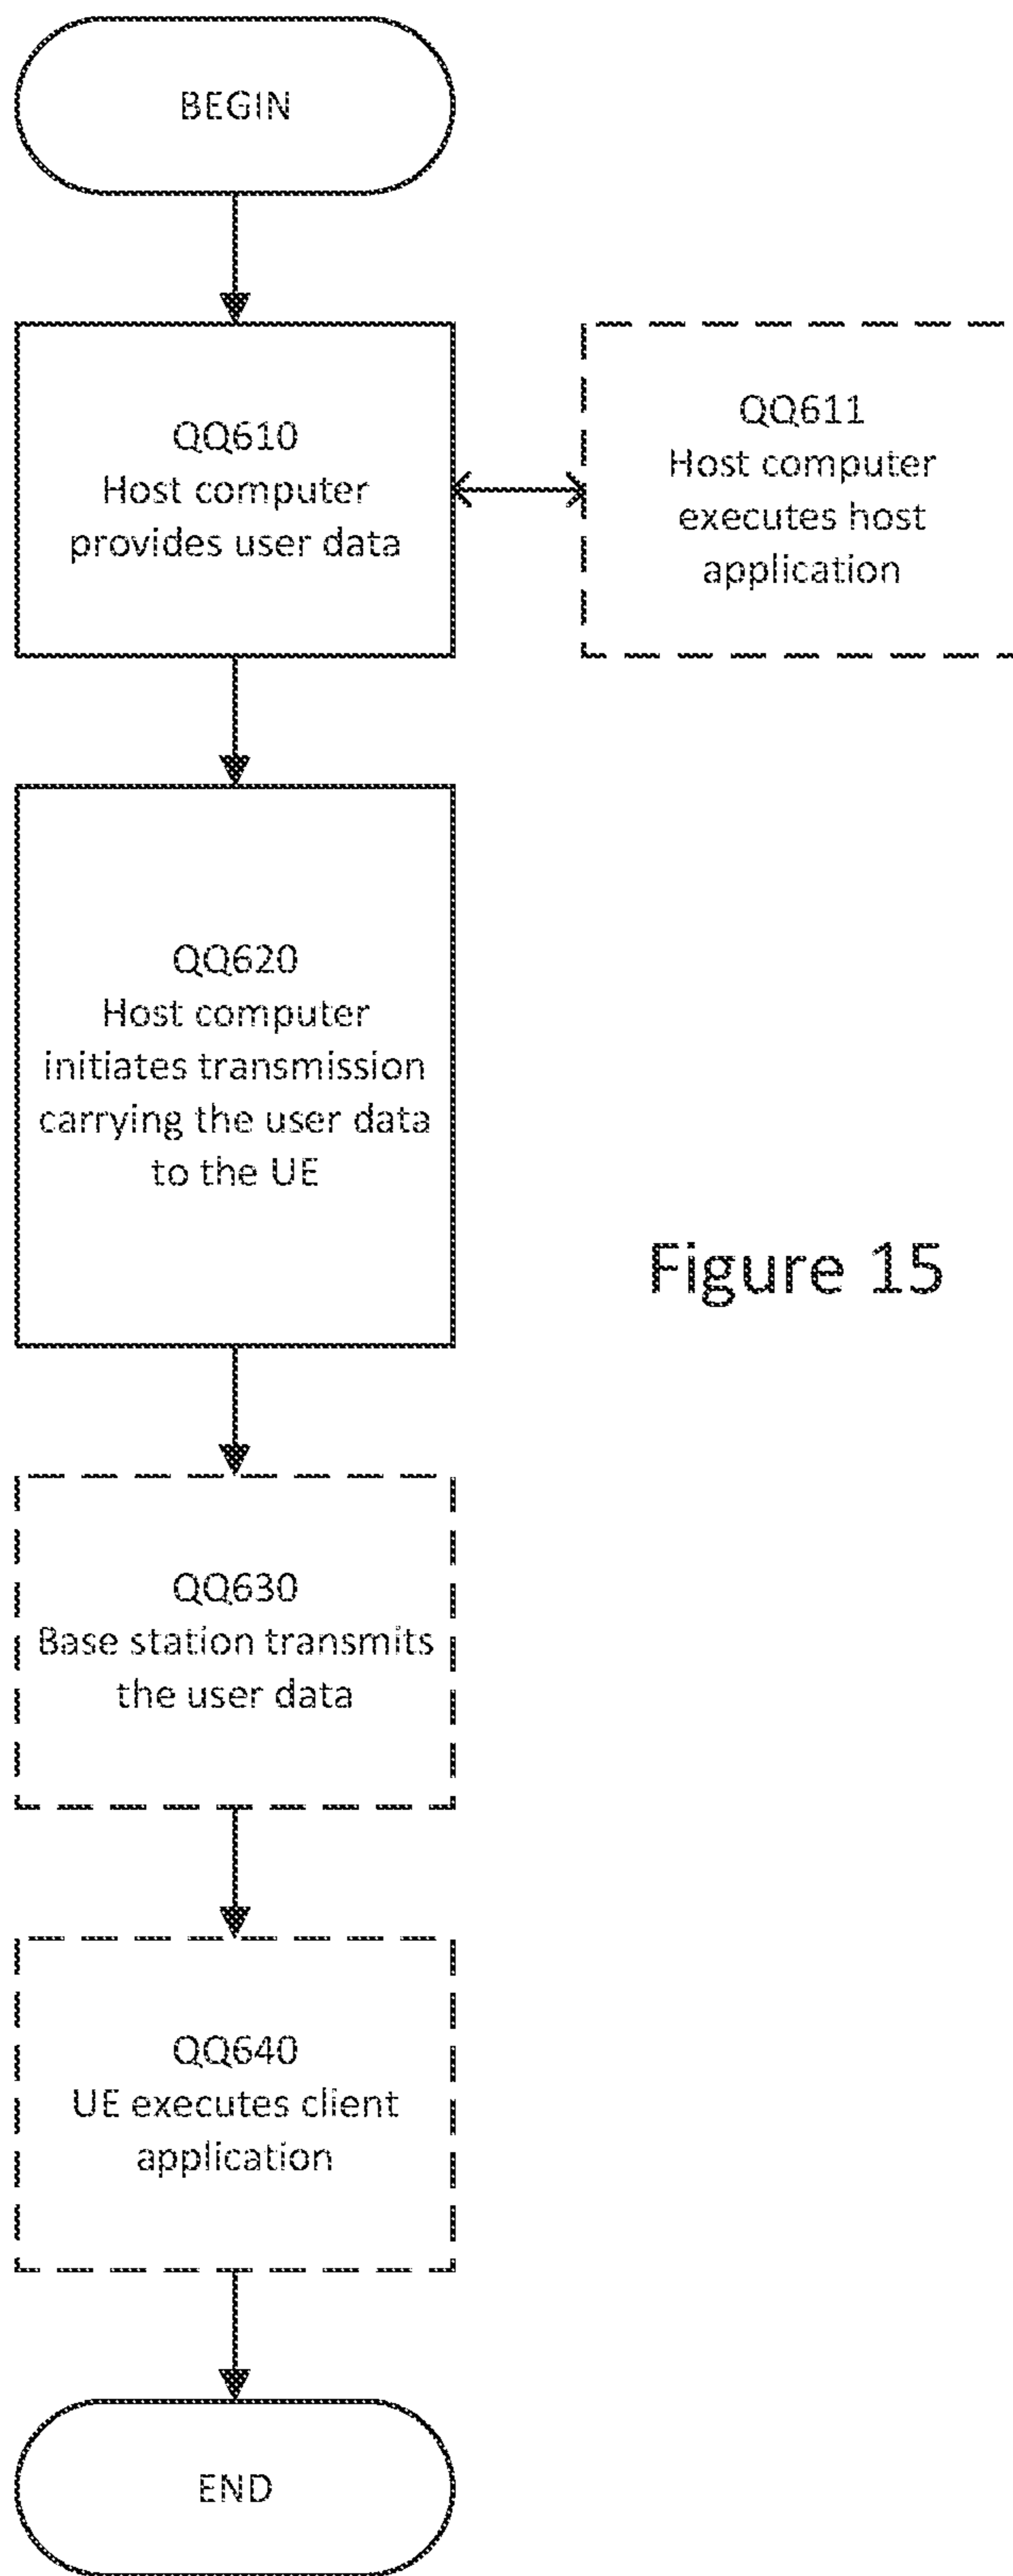 BEGIN
QQ610
Host computer
provides user data
QQ611
Host computer
executes host
application
QQ620
Host computer
initiates transmission
carrying the user data
to the UE
Figure 15
QQ630
Base station transmits
the user data
QQ640
UE executes client
application
END